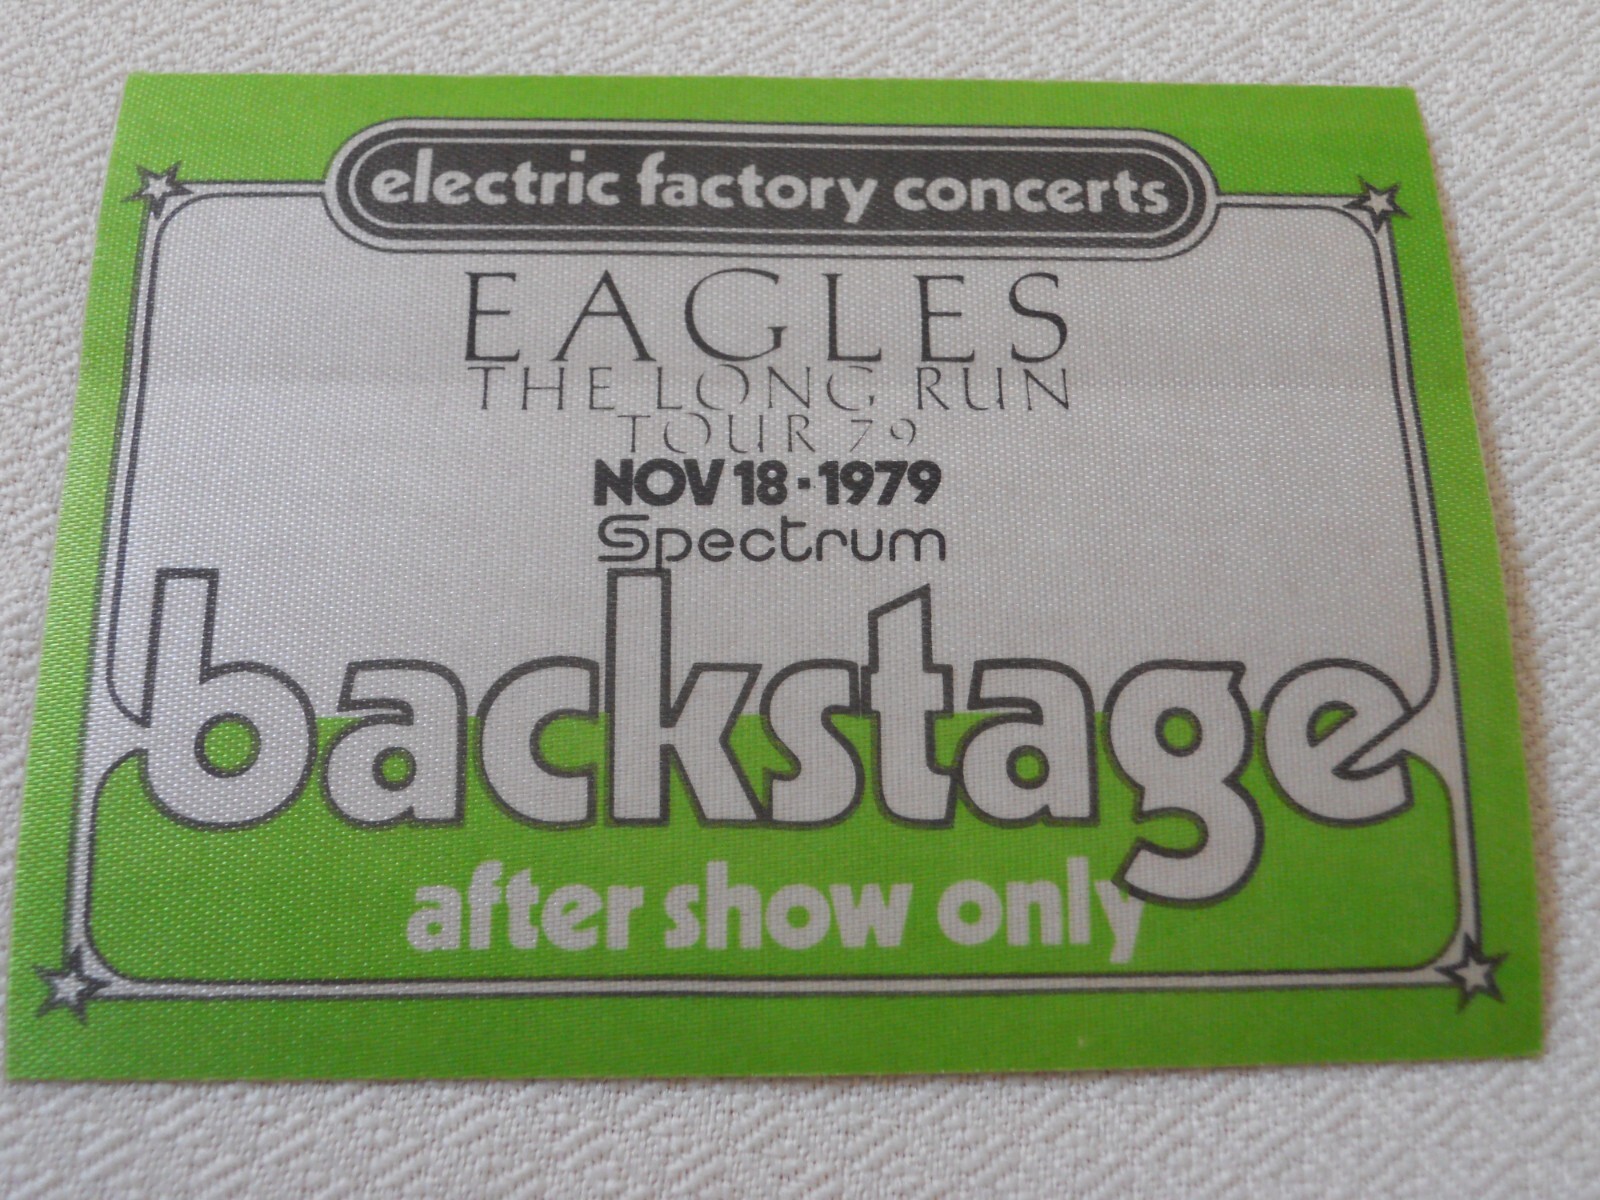 electric factory concerts
EAGLES
THE LONG RUN
TOUR 79
NOV 18 · 1979
Spectrum
backstage
after show only